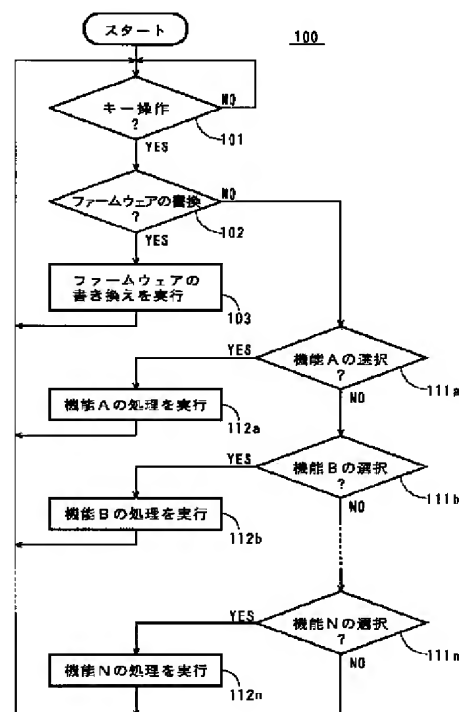 スタート
100
キー操作
?
NO
101
YES
ファームウェアの書換
?
NO
102
YES
ファームウェアの
書き換えを実行
103
機能Aの選択
?
YES
111a
NO
機能Aの処理を実行
112a
機能Bの選択
?
YES
111b
NO
機能Bの処理を実行
112b
機能Nの選択
?
YES
111n
NO
機能Nの処理を実行
112n